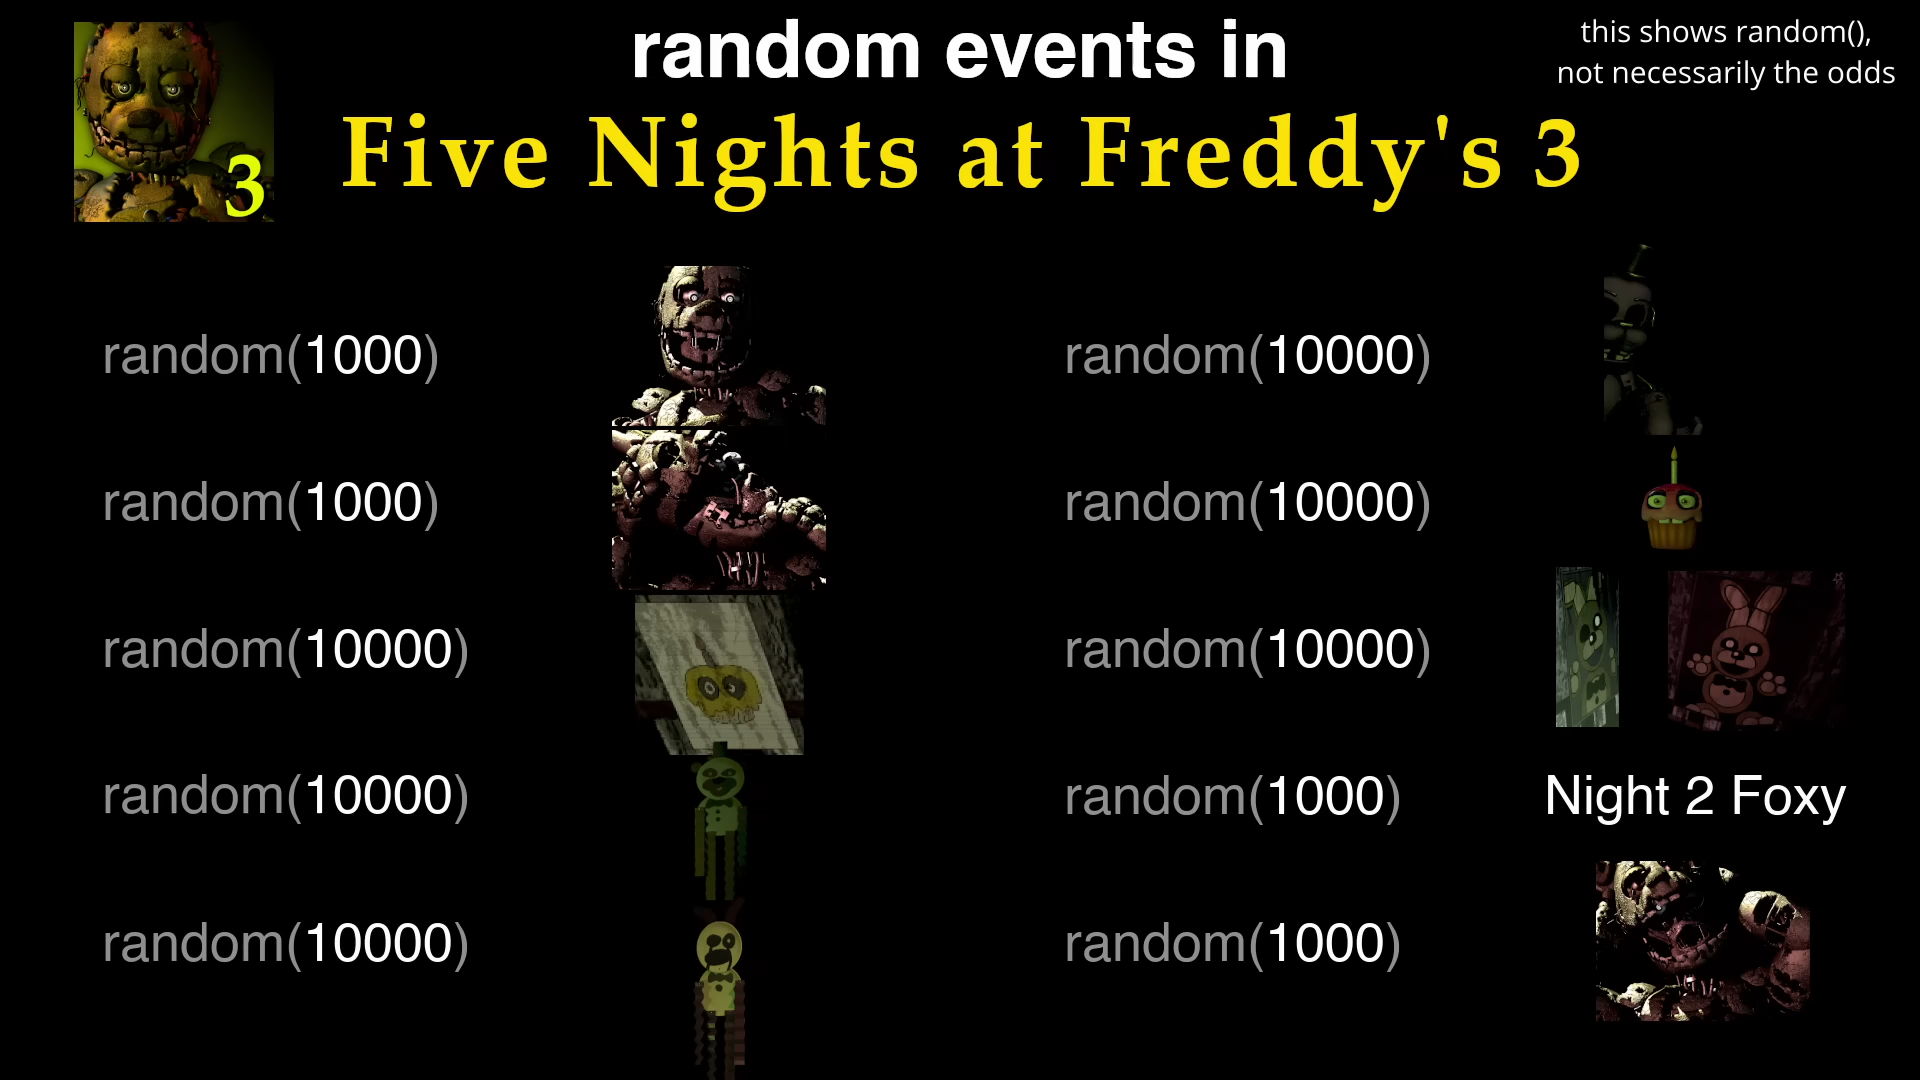 random events in
this shows random(),
not necessarily the odds
Five Nights at Freddy's 3
3
random(1000)
random(1000)
random(10000)
random(10000)
random(10000)
random(10000)
random(10000)
random(10000)
random(1000)
Night 2 Foxy
random(1000)